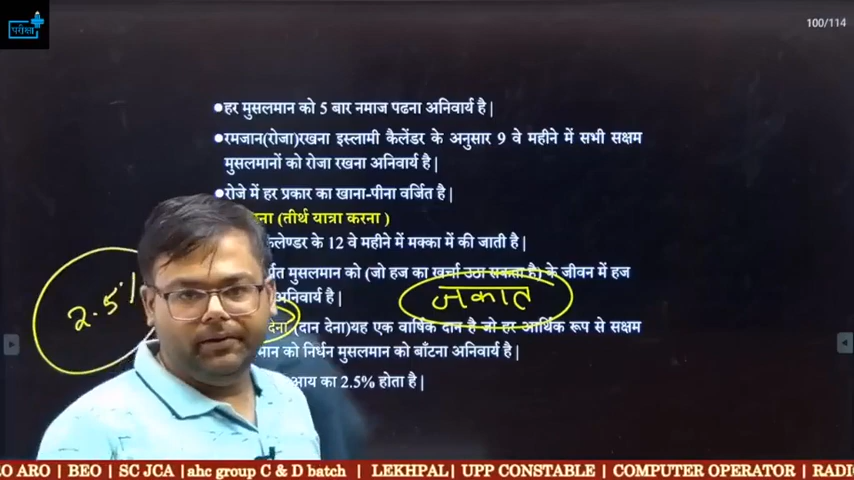 परीक्षा
100/114
●हर मुसलमान को 5 बार नमाज पढना अनिवार्य है|
●रमजान(रोजा)रखना इस्लामी कैलेंडर के अनुसार 9 वे महीने में सभी सक्षम
मुसलमानों को रोजा रखना अनिवार्य है|
●रोजे में हर प्रकार का खाना-पीना वर्जित है|
(तीर्थ यात्रा करना )
के 12 वे महीने में मक्का में की जाती है|
मुसलमान को (जो हज का खर्चा उठा सकता है) के जीवन में हज
अनिवार्य है|
जकात
2.5%
देना (दान देना)यह एक वार्षिक दान है जो हर आर्थिक रूप से सक्षम
को निर्धन मुसलमान को बाँटना अनिवार्य है|
आय का 2.5% होता है|
ARO | BEO | SC JCA |ahc group C & D batch | LEKHPAL| UPP CONSTABLE | COMPUTER OPERATOR |